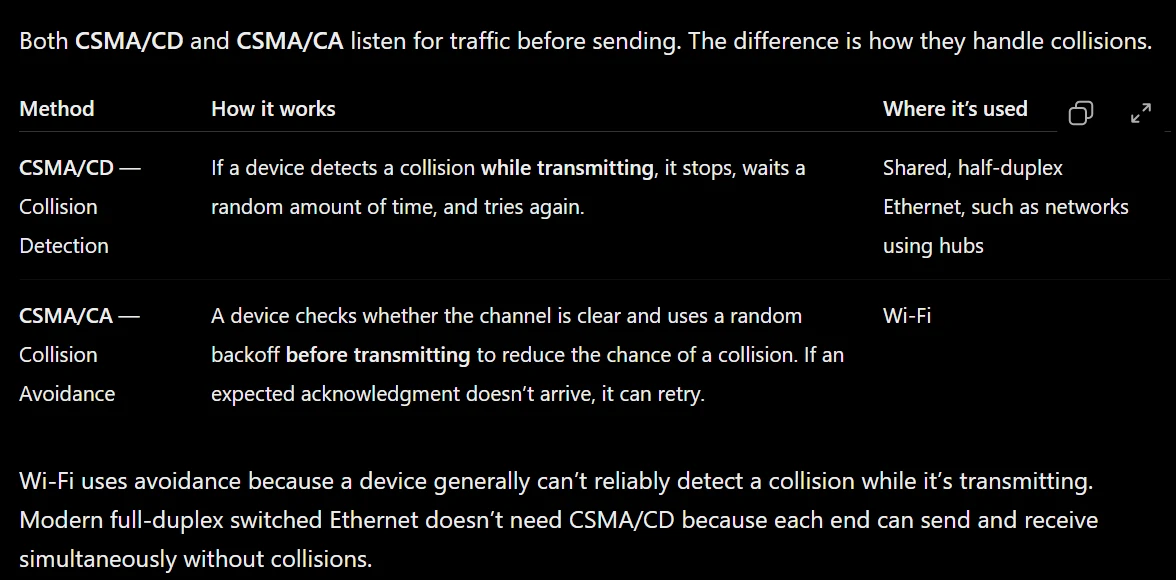 Both CSMA/CD and CSMA/CA listen for traffic before sending. The difference is how they handle collisions.
Method How it works Where it’s used
CSMA/CD — If a device detects a collision while transmitting, it stops, waits a Shared, half-duplex
Collision random amount of time, and tries again. Ethernet, such as networks
Detection using hubs
CSMA/CA — A device checks whether the channel is clear and uses a random Wi-Fi
Collision backoff before transmitting to reduce the chance of a collision. If an
Avoidance expected acknowledgment doesn’t arrive, it can retry.
Wi-Fi uses avoidance because a device generally can’t reliably detect a collision while it’s transmitting.
Modern full-duplex switched Ethernet doesn’t need CSMA/CD because each end can send and receive
simultaneously without collisions.